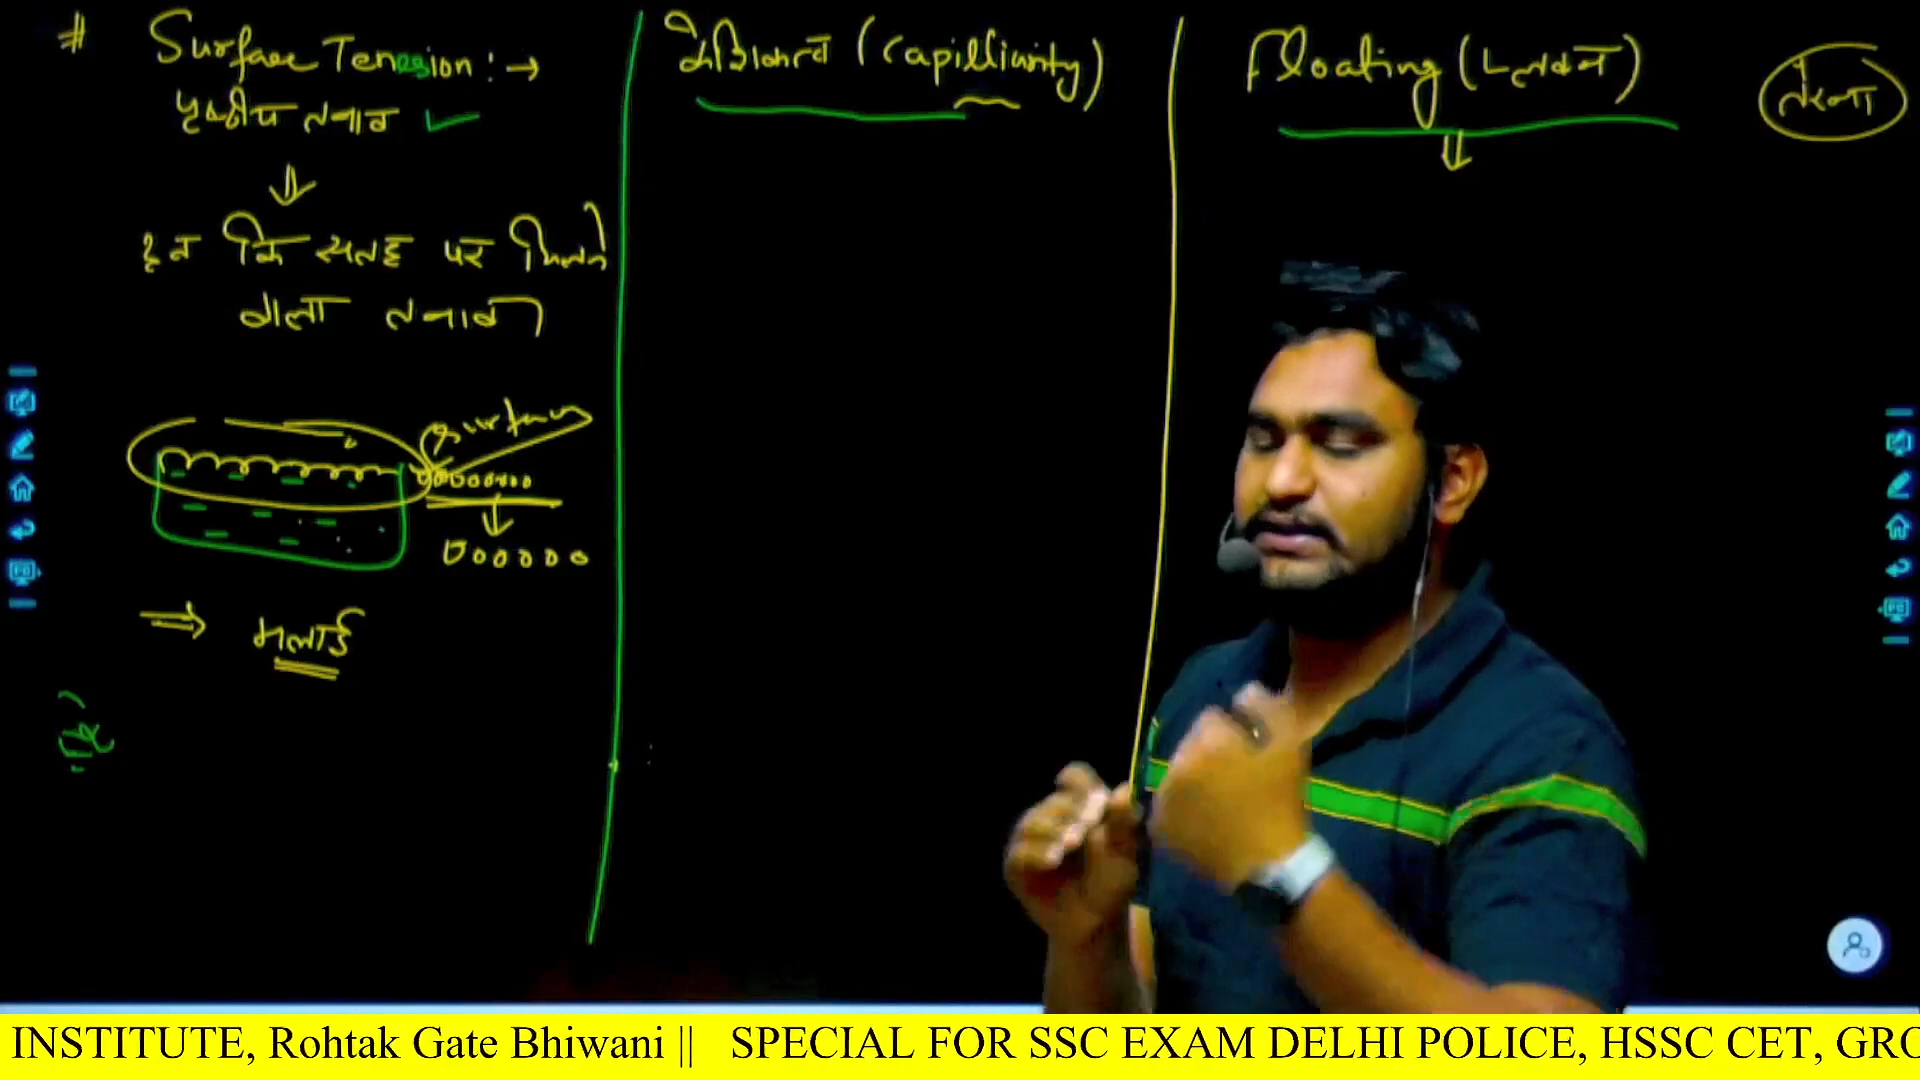 # Surface Tension : →
पृष्ठीय तनाव ✓
द्रव कि सतह पर मिलने
वाला तनाव
surface
⇒ मलाई
केशिकत्व (Capilliarity)
Floating (प्लवन)
तैरना
INSTITUTE, Rohtak Gate Bhiwani || SPECIAL FOR SSC EXAM DELHI POLICE, HSSC CET, GRO